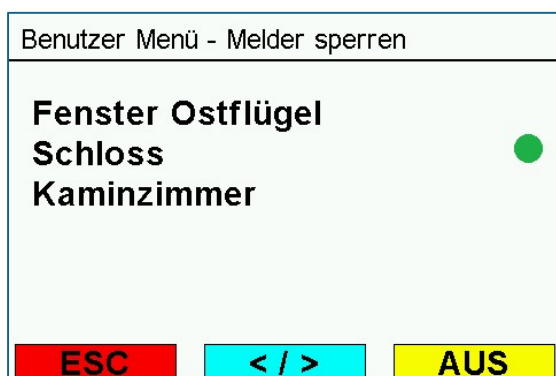 Benutzer Menü - Melder sperren
Fenster Ostflügel
Schloss
Kaminzimmer
ESC
< / >
AUS